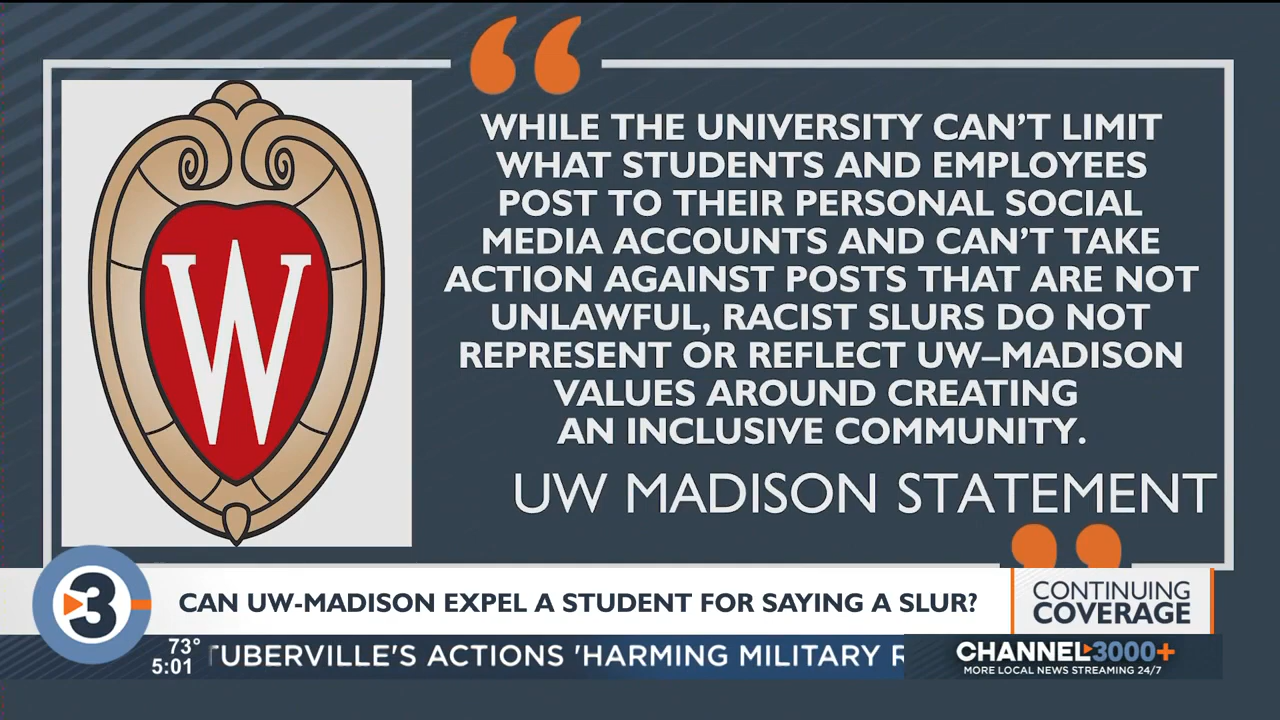 W
WHILE THE UNIVERSITY CAN'T LIMIT
WHAT STUDENTS AND EMPLOYEES
POST TO THEIR PERSONAL SOCIAL
MEDIA ACCOUNTS AND CAN'T TAKE
ACTION AGAINST POSTS THAT ARE NOT
UNLAWFUL, RACIST SLURS DO NOT
REPRESENT OR REFLECT UW–MADISON
VALUES AROUND CREATING
AN INCLUSIVE COMMUNITY.
UW MADISON STATEMENT
3
CAN UW-MADISON EXPEL A STUDENT FOR SAYING A SLUR?
CONTINUING
COVERAGE
73°
5:01
TUBERVILLE'S ACTIONS 'HARMING MILITARY R
CHANNEL3000+
MORE LOCAL NEWS STREAMING 24/7